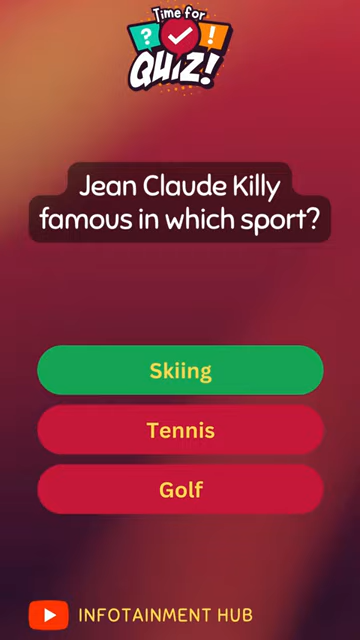 Time for
? !
QUIZ!
Jean Claude Killy
famous in which sport?
Skiing
Tennis
Golf
INFOTAINMENT HUB